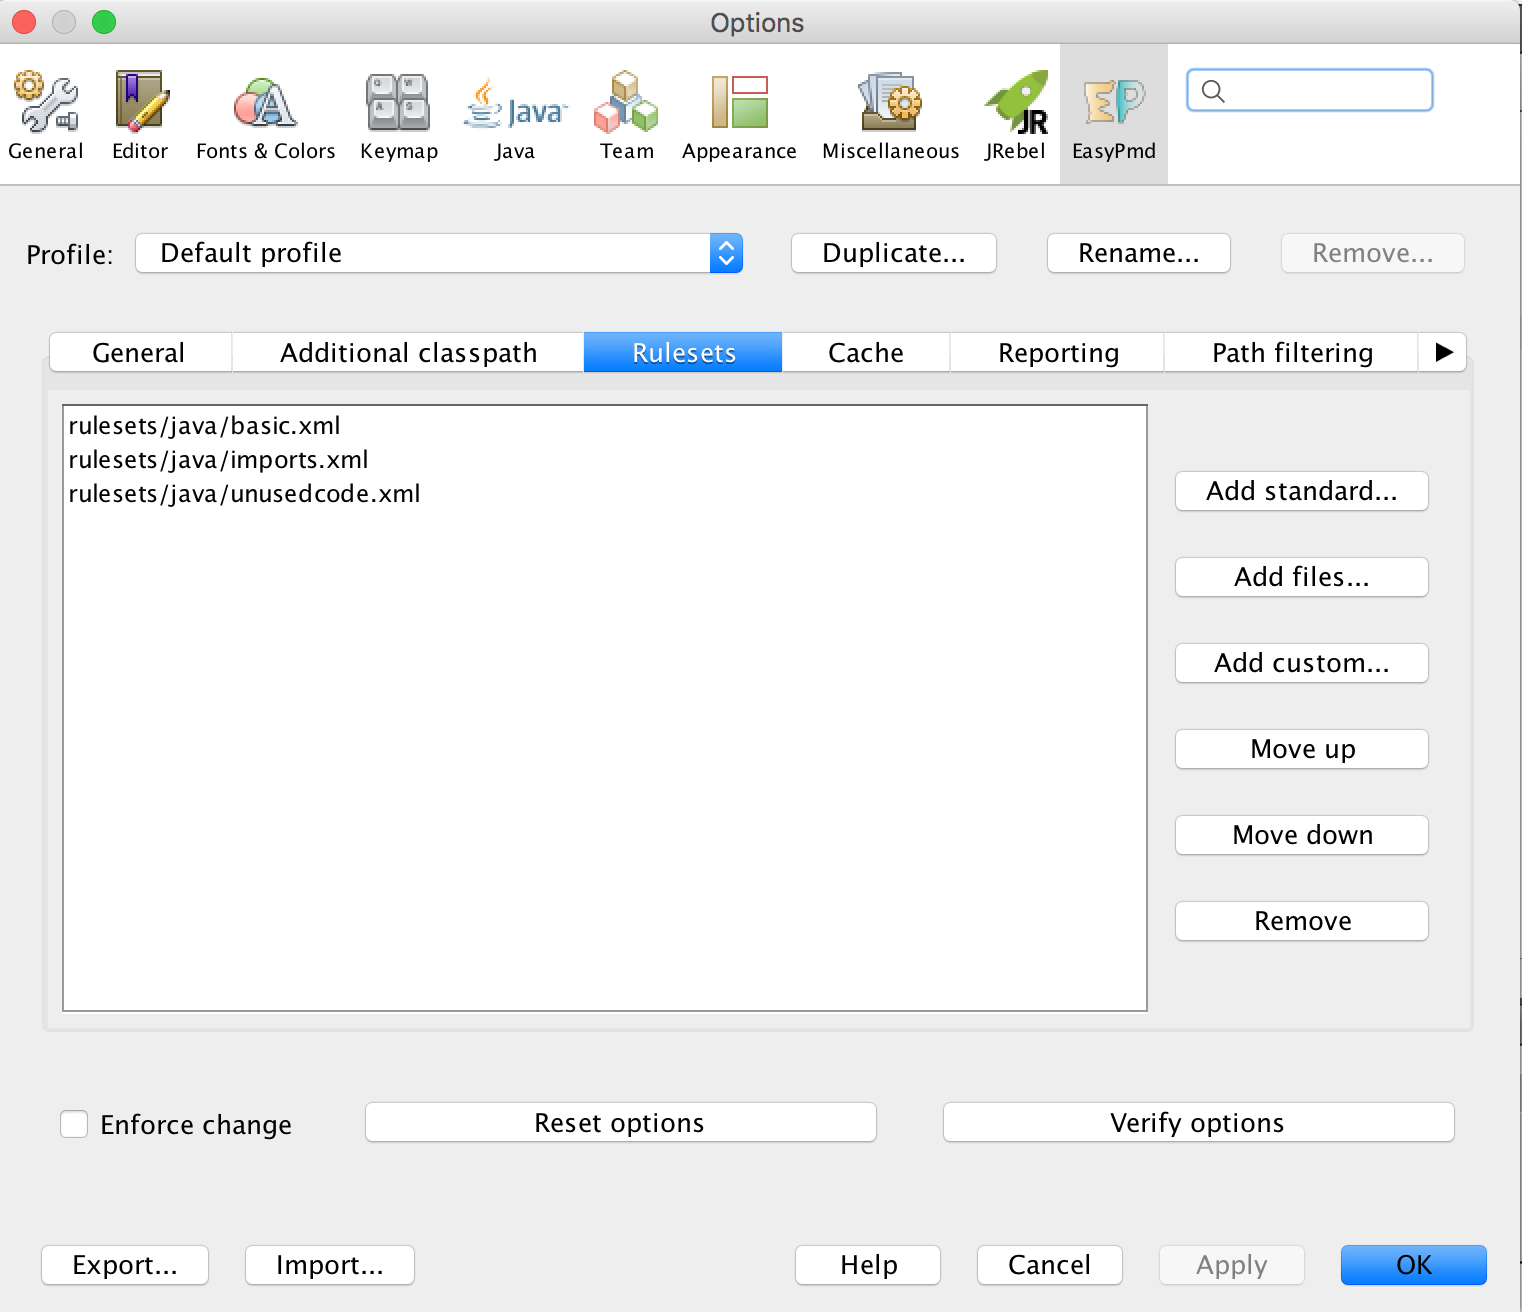 Options
General Editor Fonts & Colors Keymap Java Team Appearance Miscellaneous JRebel EasyPmd
Profile: Default profile Duplicate... Rename... Remove...
General Additional classpath Rulesets Cache Reporting Path filtering
rulesets/java/basic.xml
rulesets/java/imports.xml
rulesets/java/unusedcode.xml
Add standard...
Add files...
Add custom...
Move up
Move down
Remove
Enforce change Reset options Verify options
Export... Import... Help Cancel Apply OK